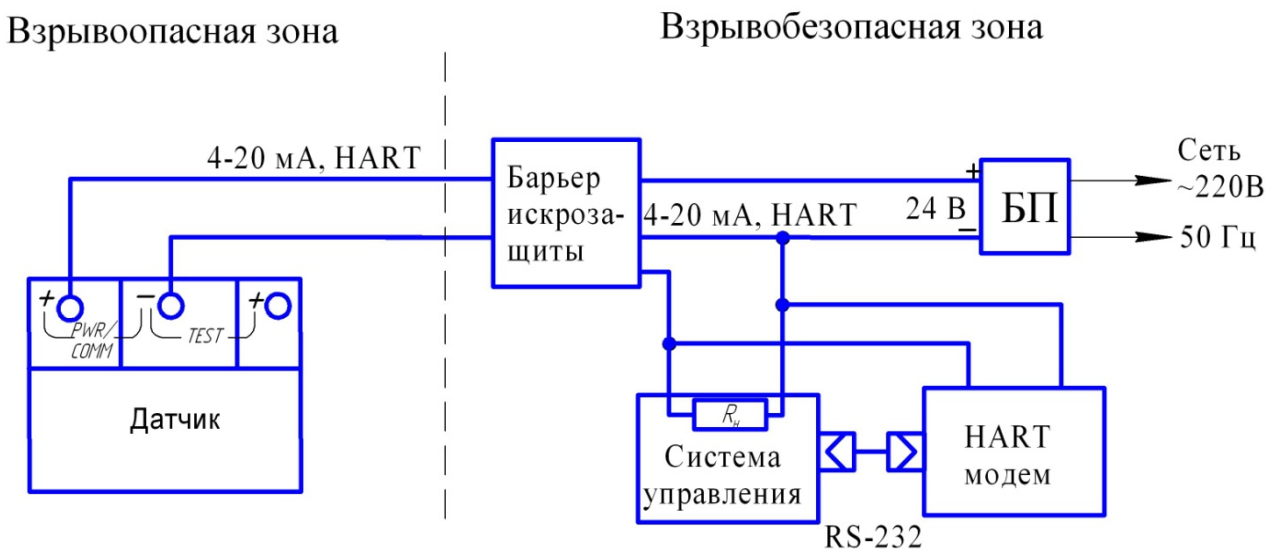 Взрывоопасная зона
Взрывобезопасная зона
4-20 мА, HART
Барьер
искроза-
щиты
4-20 мА, HART
24 В
+
−
БП
Сеть
~220В
50 Гц
+
−
+
PWR/
COMM
TEST
Датчик
Rн
Система
управления
HART
модем
RS-232